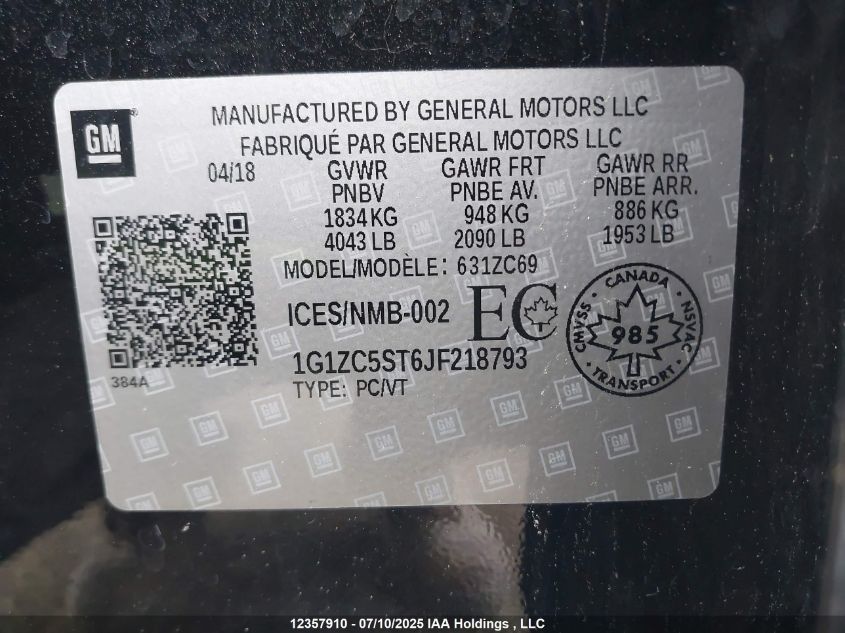 GM
MANUFACTURED BY GENERAL MOTORS LLC
FABRIQUÉ PAR GENERAL MOTORS LLC
04/18 GVWR GAWR FRT GAWR RR
PNBV PNBE AV. PNBE ARR.
1834 KG 948 KG 886 KG
4043 LB 2090 LB 1953 LB
MODEL/MODÈLE: 631ZC69
ICES/NMB-002 EC
CANADA
CMVSS 985 NSVAC
TRANSPORT
1G1ZC5ST6JF218793
384A
TYPE: PC/VT
12357910 - 07/10/2025 IAA Holdings , LLC